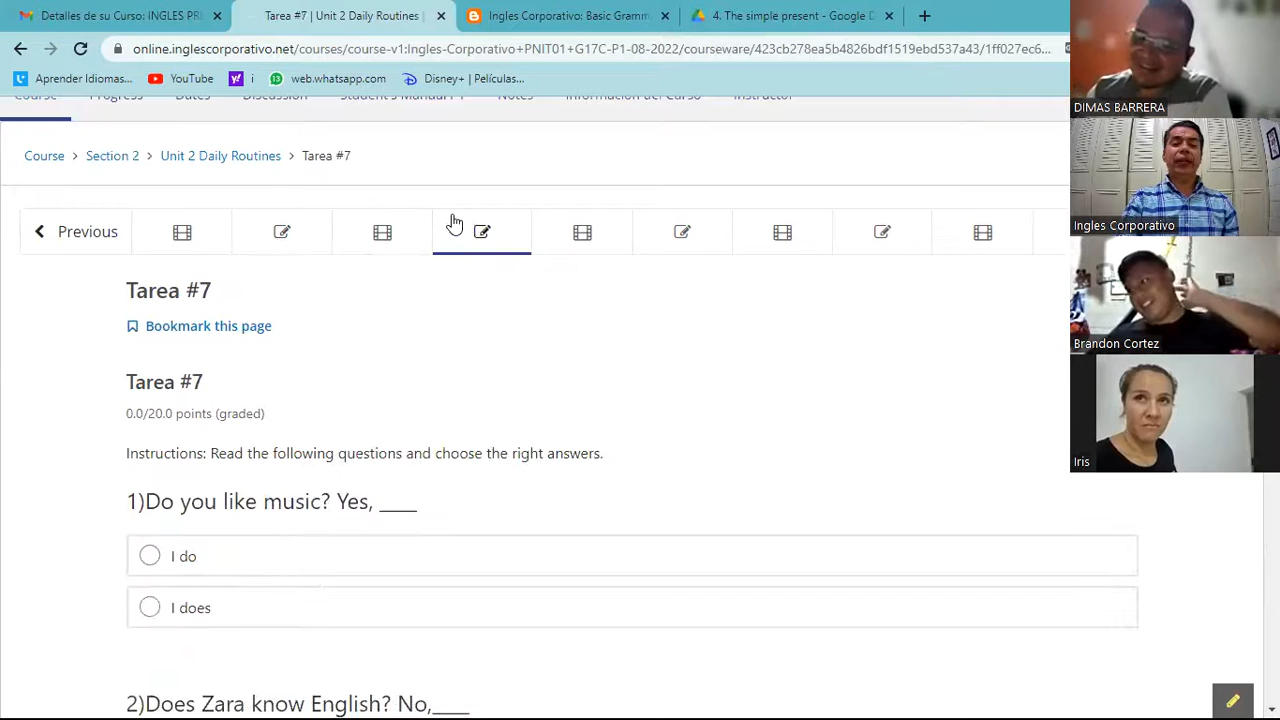 Detalles de su Curso: INGLES PRE
Tarea #7 | Unit 2 Daily Routines |
Ingles Corporativo: Basic Gramm
4. The simple present - Google D
online.inglescorporativo.net/courses/course-v1:Ingles-Corporativo+PNIT01+G17C-P1-08-2022/courseware/423cb278ea5b4826bdf1519ebd537a43/1ff027ec6...
Aprender Idiomas...
YouTube
i
web.whatsapp.com
Disney+ | Películas,...
Course
Progress
Dates
Discussion
Notes
Información del Curso
Instructor
Course > Section 2 > Unit 2 Daily Routines > Tarea #7
Previous
Tarea #7
Bookmark this page
Tarea #7
0.0/20.0 points (graded)
Instructions: Read the following questions and choose the right answers.
1)Do you like music? Yes, ____
I do
I does
2)Does Zara know English? No,____
DIMAS BARRERA
Ingles Corporativo
Brandon Cortez
Iris